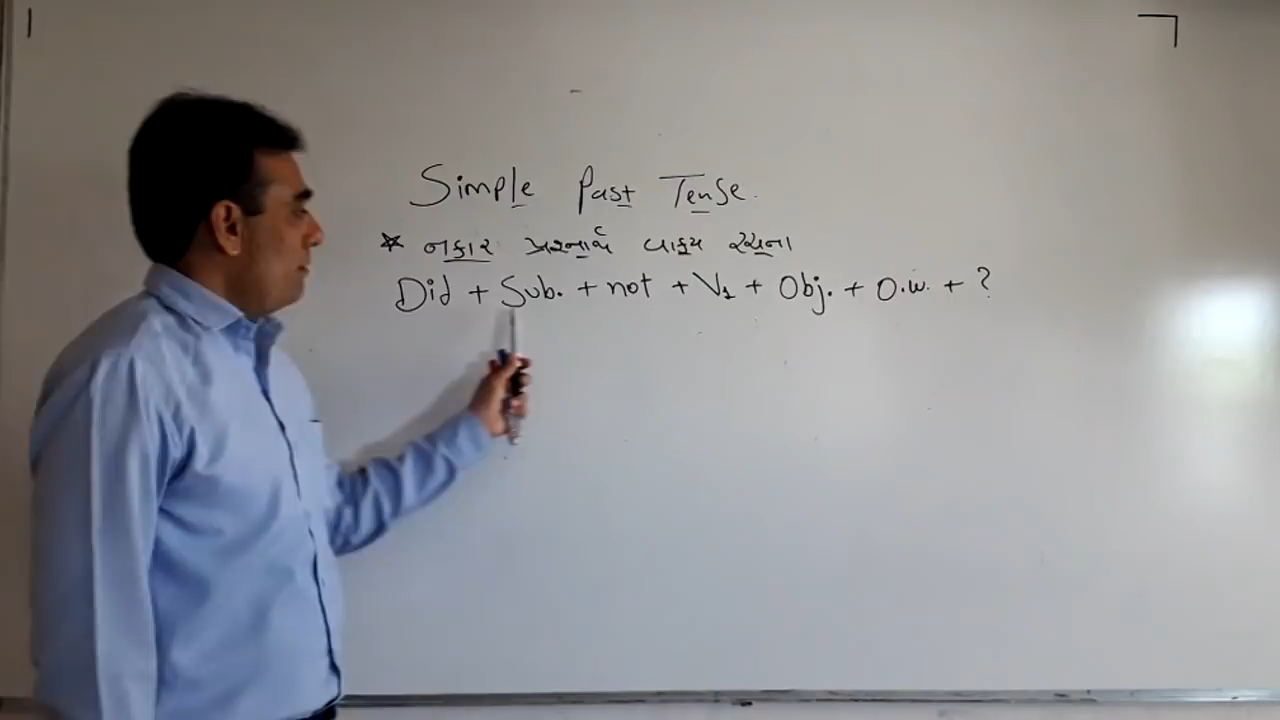 Simple Past Tense.
* નકાર પ્રશ્નાર્થ વાક્ય રચના
Did + Sub. + not + V1 + Obj. + O.w. + ?